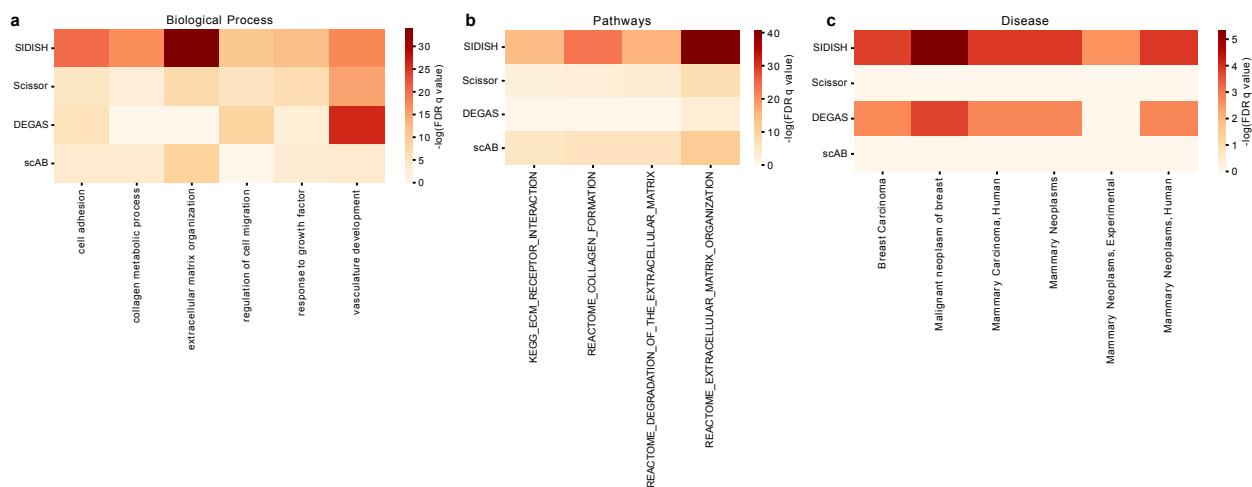 a
Biological Process
SIDISH
Scissor
DEGAS
scAB
cell adhesion
collagen metabolic process
extracellular matrix organization
regulation of cell migration
response to growth factor
vasculature development
30
25
20
15
10
5
0
-log(FDR q value)
b
Pathways
SIDISH
Scissor
DEGAS
scAB
KEGG_ECM_RECEPTOR_INTERACTION
REACTOME_COLLAGEN_FORMATION
REACTOME_DEGRADATION_OF_THE_EXTRACELLULAR_MATRIX
REACTOME_EXTRACELLULAR_MATRIX_ORGANIZATION
40
30
20
10
0
-log(FDR q value)
c
Disease
SIDISH
Scissor
DEGAS
scAB
Breast Carcinoma
Malignant neoplasm of breast
Mammary Carcinoma, Human
Mammary Neoplasms
Mammary Neoplasms, Experimental
Mammary Neoplasms, Human
5
4
3
2
1
0
-log(FDR q value)